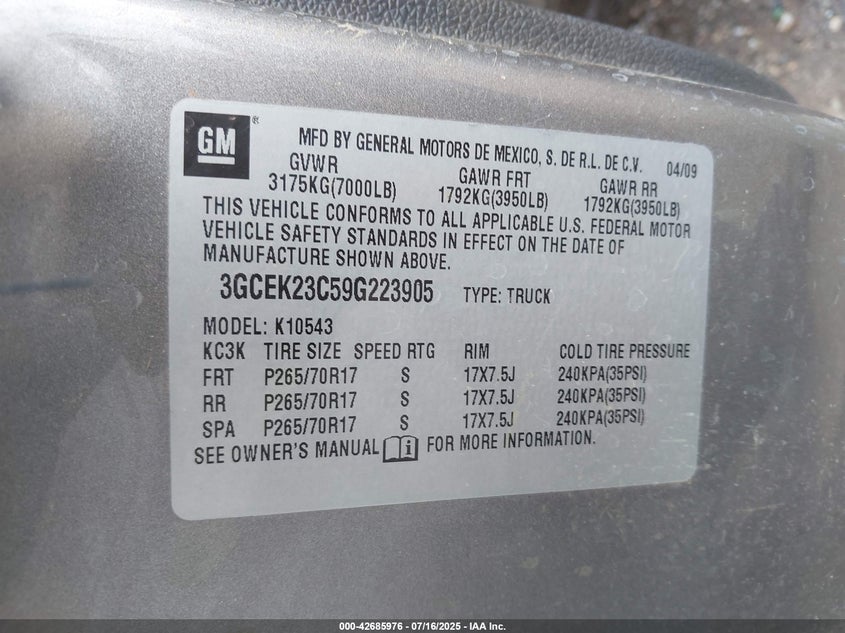 GM ®
MFD BY GENERAL MOTORS DE MEXICO, S. DE R.L. DE C.V. 04/09
GVWR GAWR FRT GAWR RR
3175KG(7000LB) 1792KG(3950LB) 1792KG(3950LB)
THIS VEHICLE CONFORMS TO ALL APPLICABLE U.S. FEDERAL MOTOR
VEHICLE SAFETY STANDARDS IN EFFECT ON THE DATE OF
MANUFACTURE SHOWN ABOVE.
3GCEK23C59G223905 TYPE: TRUCK
MODEL: K10543
KC3K TIRE SIZE SPEED RTG RIM COLD TIRE PRESSURE
FRT P265/70R17 S 17X7.5J 240KPA(35PSI)
RR P265/70R17 S 17X7.5J 240KPA(35PSI)
SPA P265/70R17 S 17X7.5J 240KPA(35PSI)
SEE OWNER'S MANUAL i FOR MORE INFORMATION.
000-42685976 - 07/16/2025 - IAA Inc.